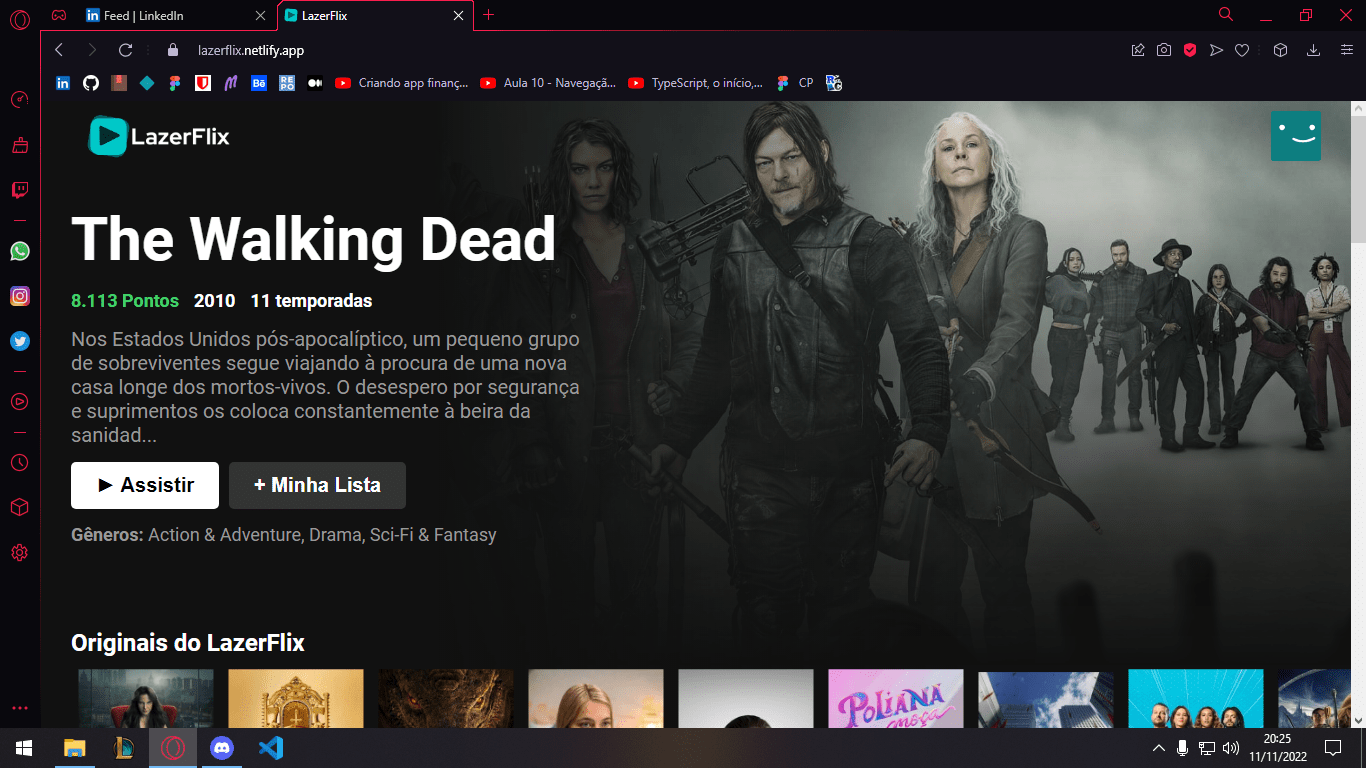 Feed | LinkedIn
LazerFlix
lazerflix.netlify.app
Criando app finanç...
Aula 10 - Navegaçã...
TypeScript, o início,...
CP
LazerFlix
The Walking Dead
8.113 Pontos 2010 11 temporadas
Nos Estados Unidos pós-apocalíptico, um pequeno grupo
de sobreviventes segue viajando à procura de uma nova
casa longe dos mortos-vivos. O desespero por segurança
e suprimentos os coloca constantemente à beira da
sanidad...
► Assistir
+ Minha Lista
Gêneros: Action & Adventure, Drama, Sci-Fi & Fantasy
Originais do LazerFlix
POLIANA
moça
20:25
11/11/2022